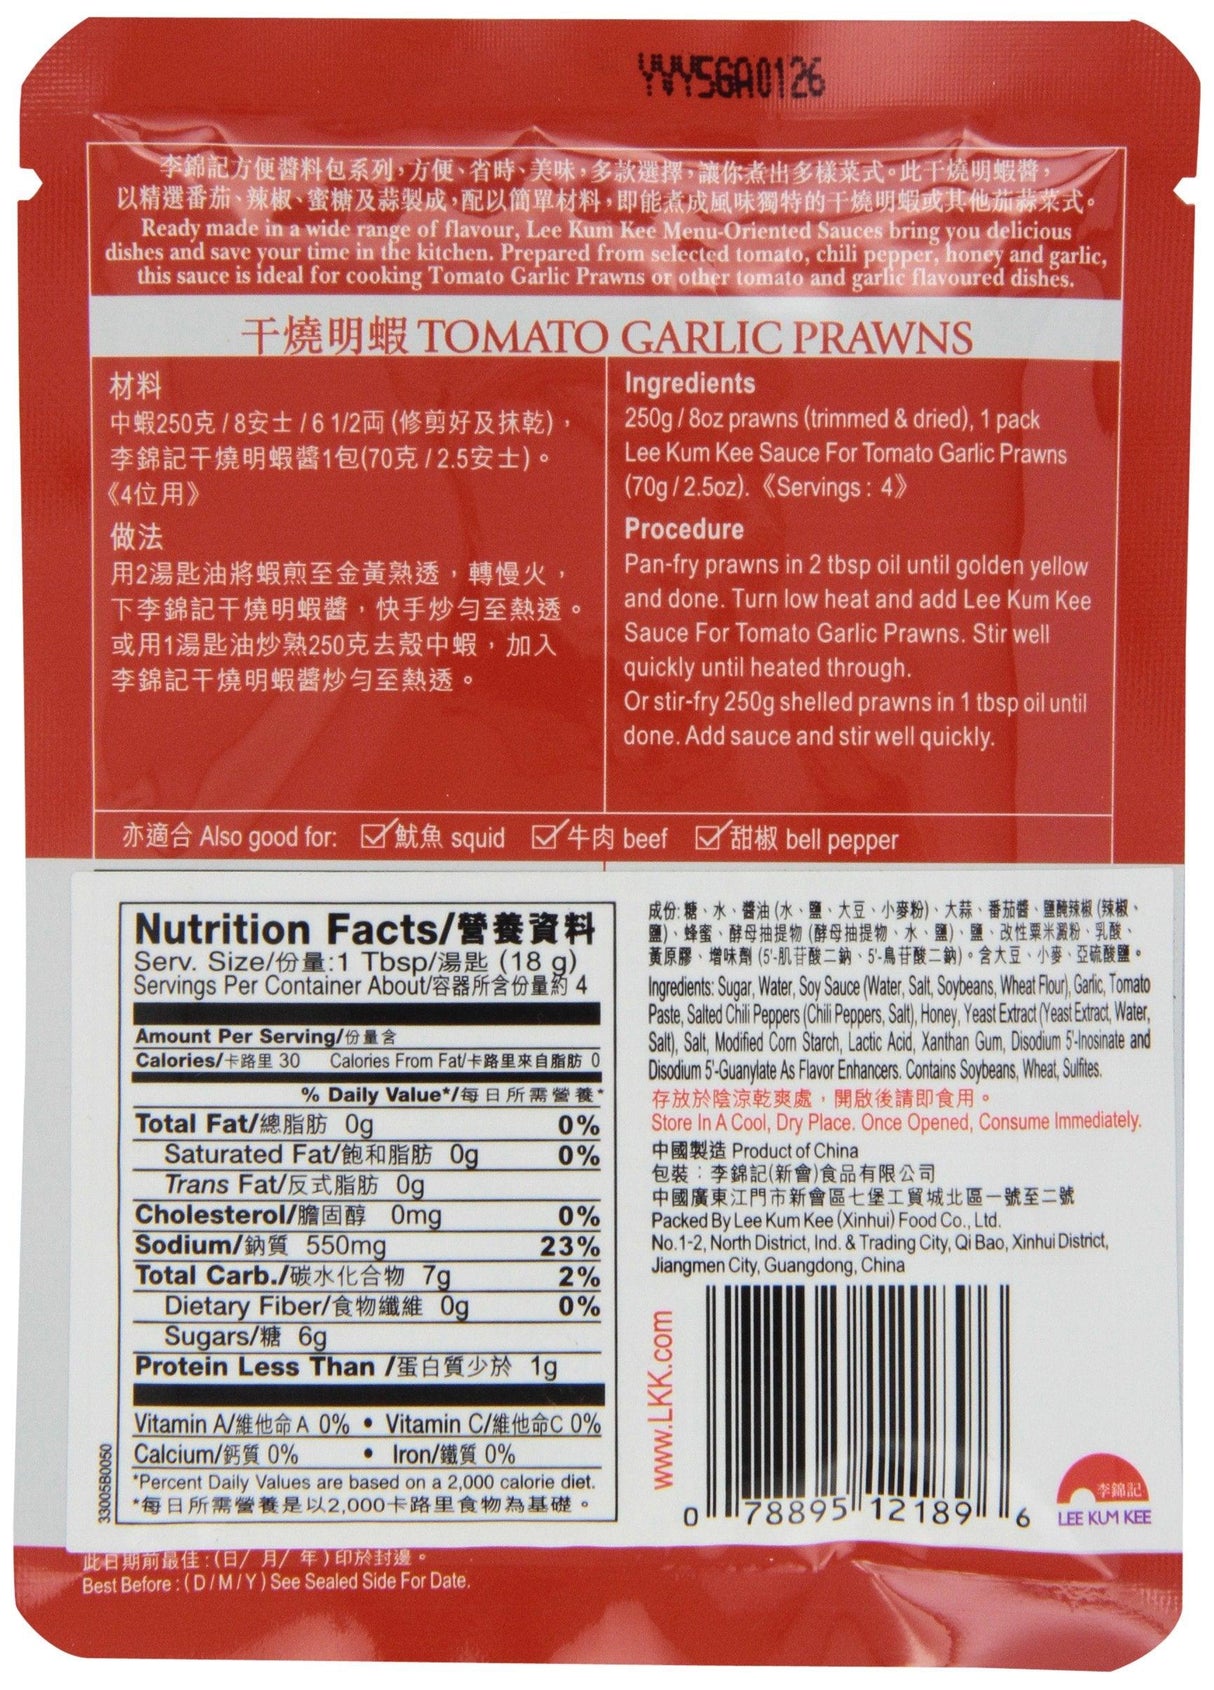 YVY5GA0126
李錦記方便醬料包系列，方便、省時、美味，多款選擇，讓你煮出多樣菜式。此干燒明蝦醬，
以精選番茄、辣椒、蜜糖及蒜製成，配以簡單材料，即能煮成風味獨特的干燒明蝦或其他茄蒜菜式。
Ready made in a wide range of flavour, Lee Kum Kee Menu-Oriented Sauces bring you delicious
dishes and save your time in the kitchen. Prepared from selected tomato, chili pepper, honey and garlic,
this sauce is ideal for cooking Tomato Garlic Prawns or other tomato and garlic flavoured dishes.
干燒明蝦 TOMATO GARLIC PRAWNS
材料
中蝦250克 / 8安士 / 6 1/2両 (修剪好及抹乾)，
李錦記干燒明蝦醬1包(70克 / 2.5安士)。
《4位用》
做法
用2湯匙油將蝦煎至金黃熟透，轉慢火，
下李錦記干燒明蝦醬，快手炒勻至熱透。
或用1湯匙油炒熟250克去殼中蝦，加入
李錦記干燒明蝦醬炒勻至熱透。
Ingredients
250g / 8oz prawns (trimmed & dried), 1 pack
Lee Kum Kee Sauce For Tomato Garlic Prawns
(70g / 2.5oz). 《Servings : 4》
Procedure
Pan-fry prawns in 2 tbsp oil until golden yellow
and done. Turn low heat and add Lee Kum Kee
Sauce For Tomato Garlic Prawns. Stir well
quickly until heated through.
Or stir-fry 250g shelled prawns in 1 tbsp oil until
done. Add sauce and stir well quickly.
亦適合 Also good for: 魷魚 squid 牛肉 beef 甜椒 bell pepper
Nutrition Facts/營養資料
Serv. Size/份量:1 Tbsp/湯匙 (18 g)
Servings Per Container About/容器所含份量約 4
Amount Per Serving/份量含
Calories/卡路里 30 Calories From Fat/卡路里來自脂肪 0
% Daily Value*/每日所需營養*
Total Fat/總脂肪 0g 0%
Saturated Fat/飽和脂肪 0g 0%
Trans Fat/反式脂肪 0g
Cholesterol/膽固醇 0mg 0%
Sodium/鈉質 550mg 23%
Total Carb./碳水化合物 7g 2%
Dietary Fiber/食物纖維 0g 0%
Sugars/糖 6g
Protein Less Than /蛋白質少於 1g
Vitamin A/維他命A 0% • Vitamin C/維他命C 0%
Calcium/鈣質 0% • Iron/鐵質 0%
*Percent Daily Values are based on a 2,000 calorie diet.
*每日所需營養是以2,000卡路里食物為基礎。
33005B0050
成份: 糖、水、醬油 (水、鹽、大豆、小麥粉)、大蒜、番茄醬、鹽醃辣椒 (辣椒、
鹽)、蜂蜜、酵母抽提物 (酵母抽提物、水、鹽)、鹽、改性粟米澱粉、乳酸、
黃原膠、增味劑 (5'-肌苷酸二鈉、5'-鳥苷酸二鈉)。含大豆、小麥、亞硫酸鹽。
Ingredients: Sugar, Water, Soy Sauce (Water, Salt, Soybeans, Wheat Flour), Garlic, Tomato
Paste, Salted Chili Peppers (Chili Peppers, Salt), Honey, Yeast Extract (Yeast Extract, Water,
Salt), Salt, Modified Corn Starch, Lactic Acid, Xanthan Gum, Disodium 5'-Inosinate and
Disodium 5'-Guanylate As Flavor Enhancers. Contains Soybeans, Wheat, Sulfites.
存放於陰涼乾爽處，開啟後請即食用。
Store In A Cool, Dry Place. Once Opened, Consume Immediately.
中國製造 Product of China
包裝：李錦記(新會)食品有限公司
中國廣東江門市新會區七堡工貿城北區一號至二號
Packed By Lee Kum Kee (Xinhui) Food Co., Ltd.
No.1-2, North District, Ind. & Trading City, Qi Bao, Xinhui District,
Jiangmen City, Guangdong, China
www.LKK.com
0 78895 12189 6
李錦記
LEE KUM KEE
此日期前最佳：(日/ 月/ 年) 印於封邊。
Best Before : ( D / M / Y ) See Sealed Side For Date.